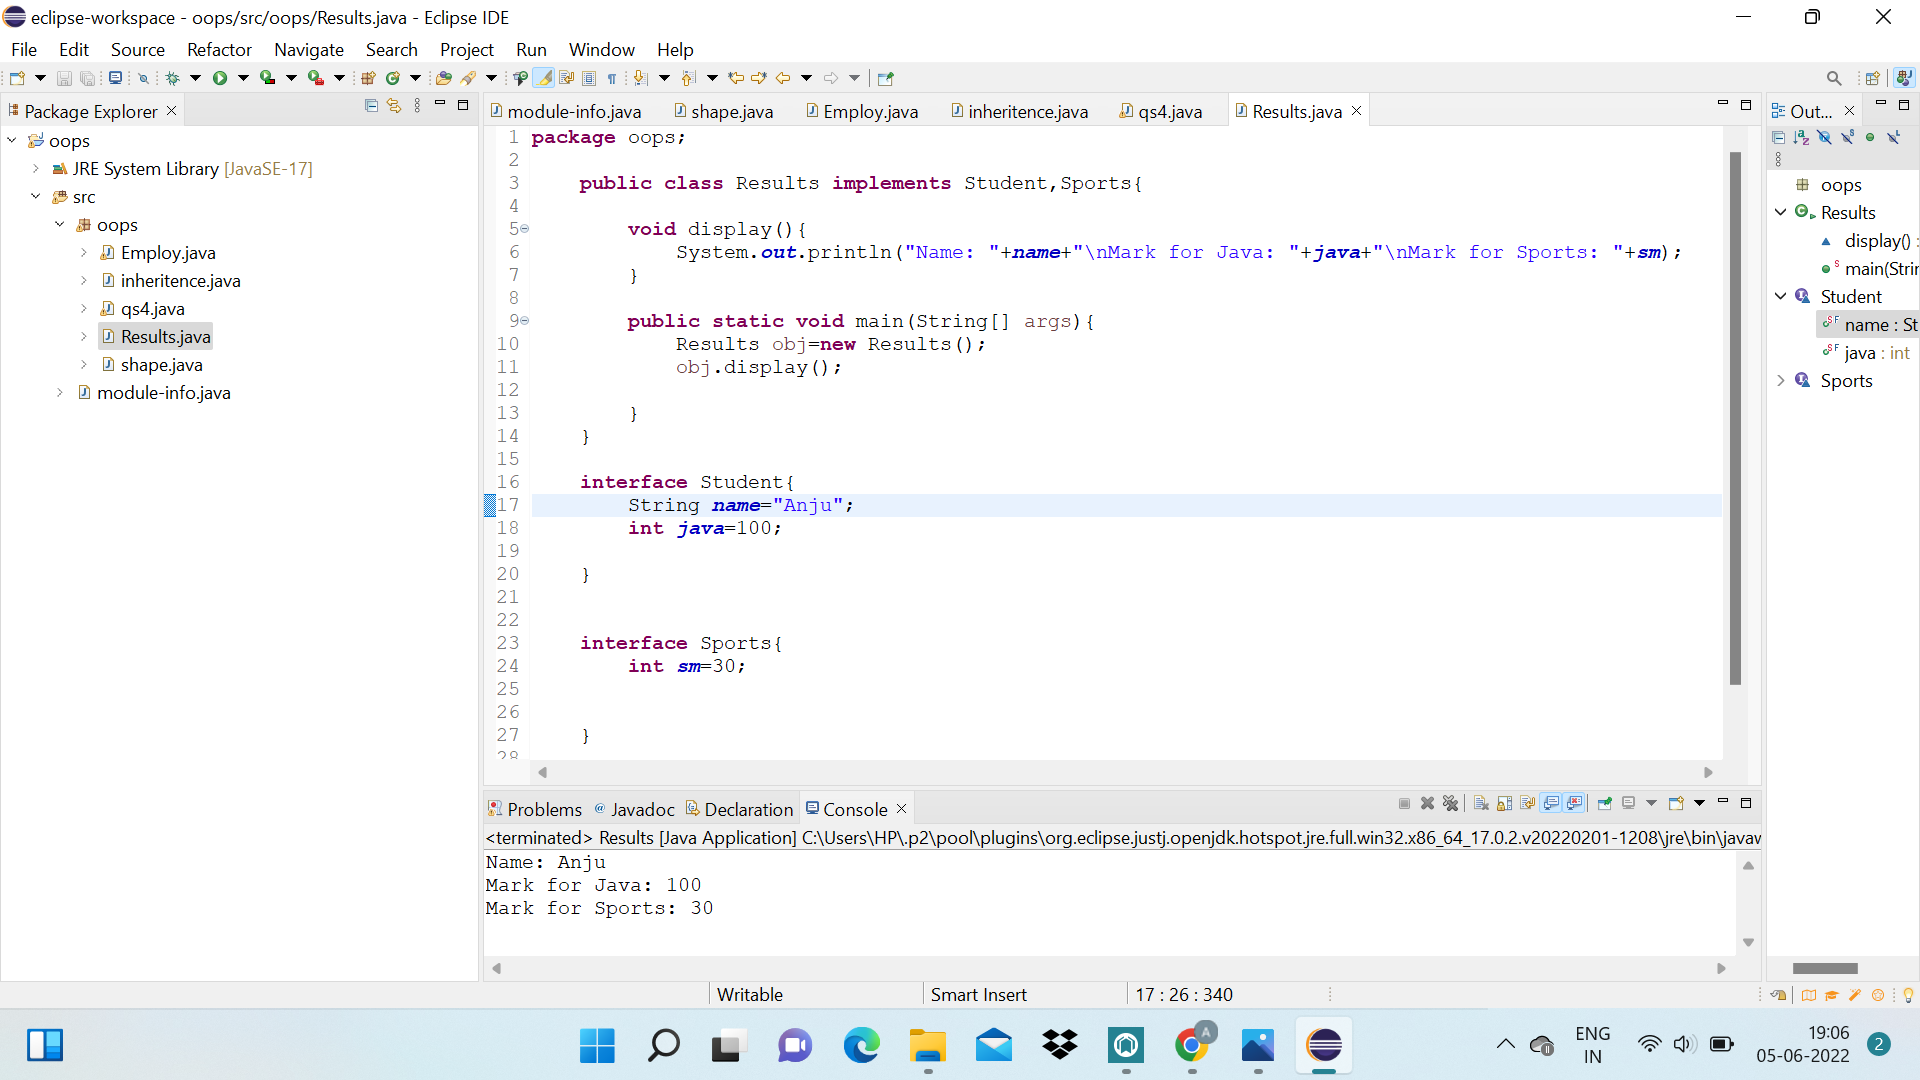 eclipse-workspace - oops/src/oops/Results.java - Eclipse IDE
File Edit Source Refactor Navigate Search Project Run Window Help
Package Explorer
oops
JRE System Library [JavaSE-17]
src
oops
Employ.java
inheritence.java
qs4.java
Results.java
shape.java
module-info.java
module-info.java shape.java Employ.java inheritence.java qs4.java Results.java
1 package oops;
2
3 public class Results implements Student,Sports{
4
5 void display(){
6 System.out.println("Name: "+name+"\nMark for Java: "+java+"\nMark for Sports: "+sm);
7 }
8
9 public static void main(String[] args){
10 Results obj=new Results();
11 obj.display();
12
13 }
14 }
15
16 interface Student{
17 String name="Anju";
18 int java=100;
19
20 }
21
22
23 interface Sports{
24 int sm=30;
25
26
27 }
28
Out...
oops
Results
display() :
main(Strin
Student
name : St
java : int
Sports
Problems @ Javadoc Declaration Console
<terminated> Results [Java Application] C:\Users\HP\.p2\pool\plugins\org.eclipse.justj.openjdk.hotspot.jre.full.win32.x86_64_17.0.2.v20220201-1208\jre\bin\javaw
Name: Anju
Mark for Java: 100
Mark for Sports: 30
Writable Smart Insert 17 : 26 : 340
A
ENG
IN
19:06
05-06-2022
2